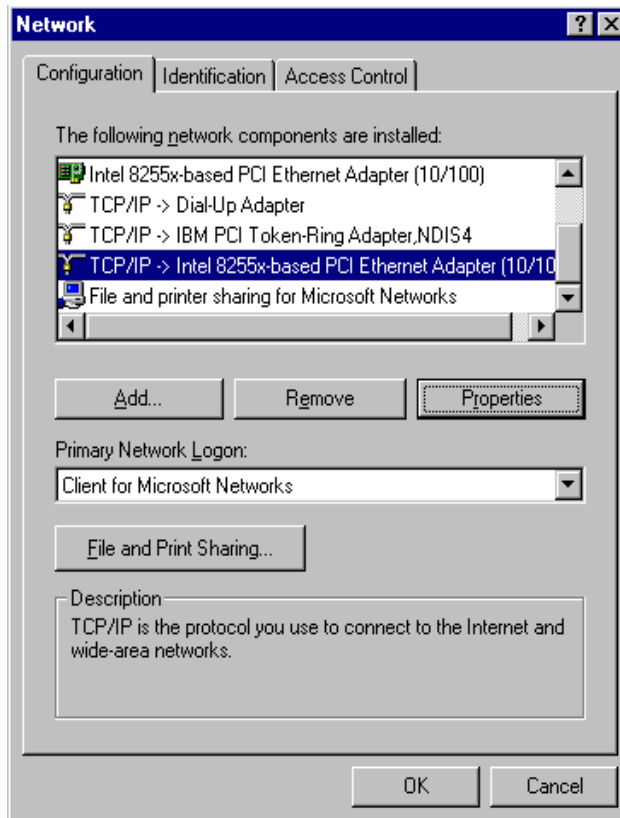 Network
Configuration
Identification
Access Control
The following network components are installed:
Intel 8255x-based PCI Ethernet Adapter (10/100)
TCP/IP -> Dial-Up Adapter
TCP/IP -> IBM PCI Token-Ring Adapter,NDIS4
TCP/IP -> Intel 8255x-based PCI Ethernet Adapter (10/10
File and printer sharing for Microsoft Networks
Add...
Remove
Properties
Primary Network Logon:
Client for Microsoft Networks
File and Print Sharing...
Description
TCP/IP is the protocol you use to connect to the Internet and
wide-area networks.
OK
Cancel